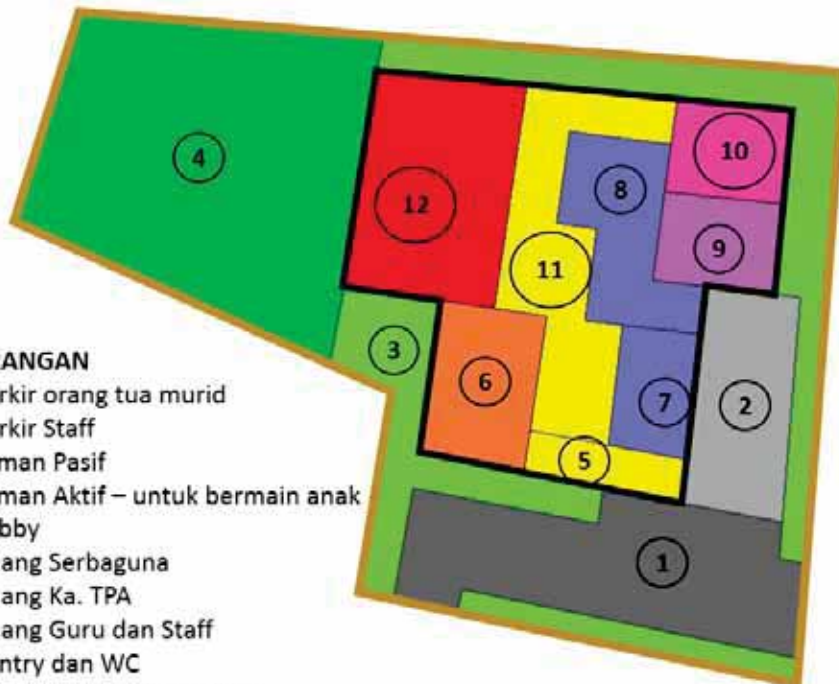 4
10
8
12
9
11
3
6
7
2
5
1
RANGAN
rkir orang tua murid
rkir Staff
man Pasif
man Aktif – untuk bermain anak
bby
ang Serbaguna
ang Ka. TPA
ang Guru dan Staff
ntry dan WC